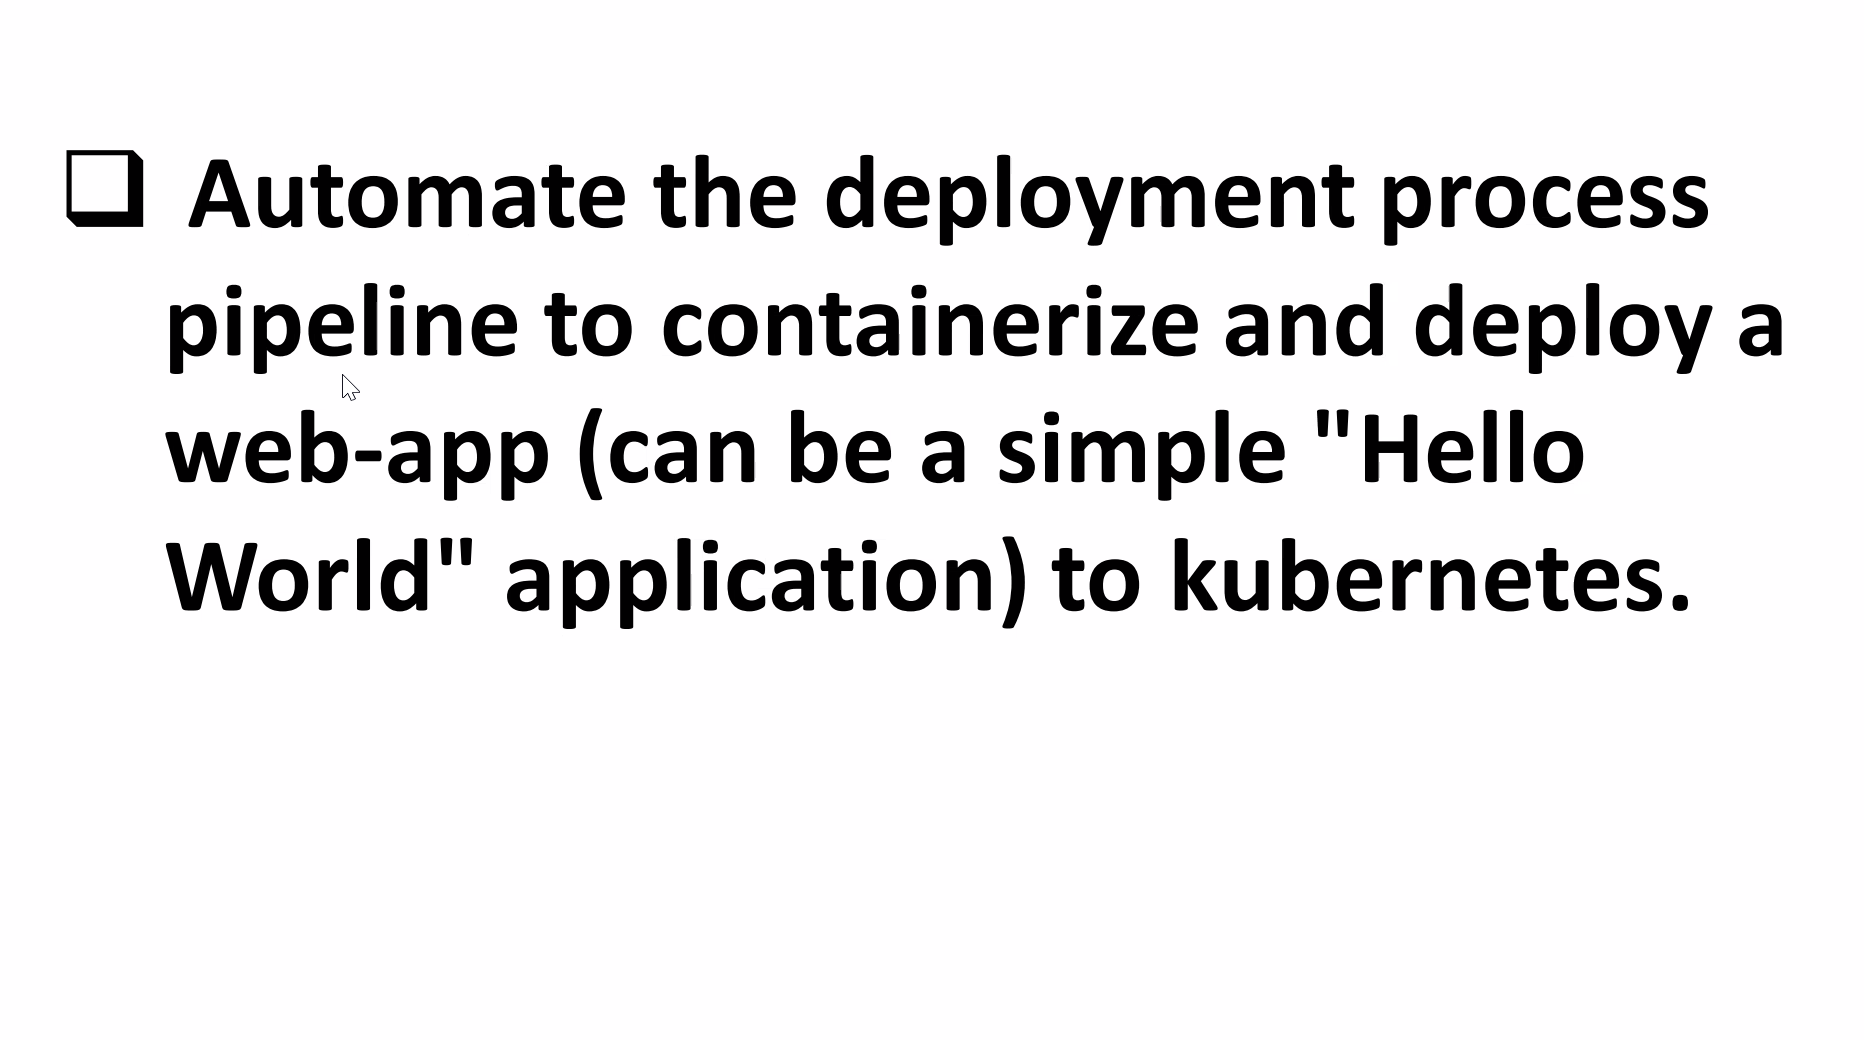 ❑ Automate the deployment process
pipeline to containerize and deploy a
web-app (can be a simple "Hello
World" application) to kubernetes.